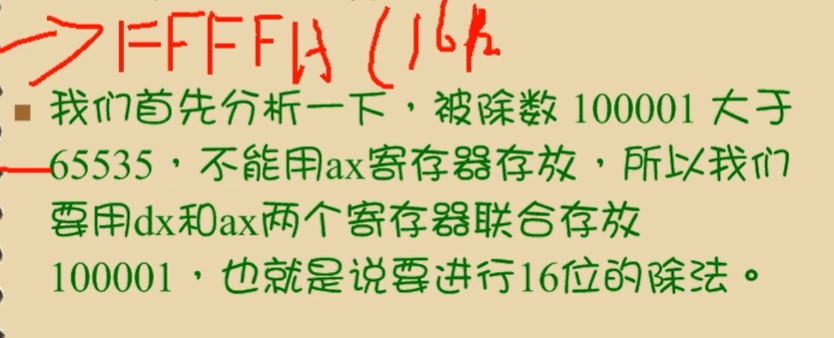 FFFFH (16位
我们首先分析一下，被除数 100001 大于
65535，不能用ax寄存器存放，所以我们
要用dx和ax两个寄存器联合存放
100001，也就是说要进行16位的除法。